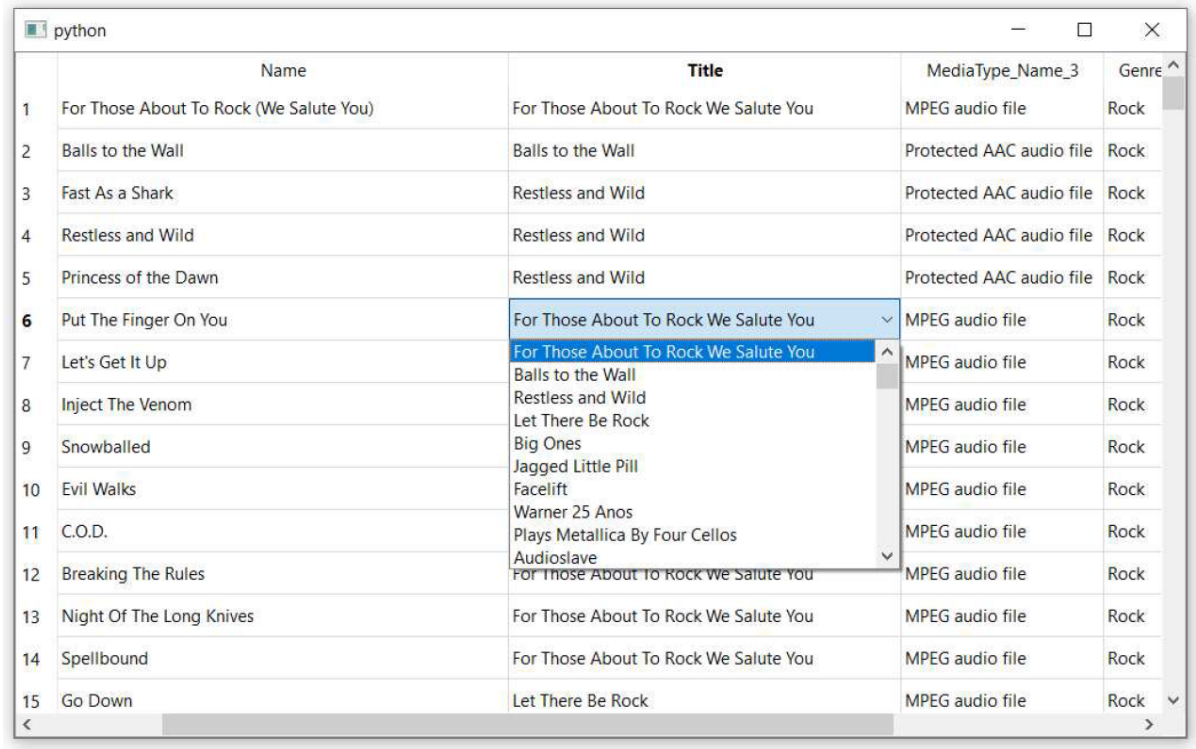 python
Name Title MediaType_Name_3 Genre
1 For Those About To Rock (We Salute You) For Those About To Rock We Salute You MPEG audio file Rock
2 Balls to the Wall Balls to the Wall Protected AAC audio file Rock
3 Fast As a Shark Restless and Wild Protected AAC audio file Rock
4 Restless and Wild Restless and Wild Protected AAC audio file Rock
5 Princess of the Dawn Restless and Wild Protected AAC audio file Rock
6 Put The Finger On You For Those About To Rock We Salute You MPEG audio file Rock
For Those About To Rock We Salute You
7 Let's Get It Up MPEG audio file Rock
Balls to the Wall
Restless and Wild
8 Inject The Venom MPEG audio file Rock
Let There Be Rock
Big Ones
9 Snowballed MPEG audio file Rock
Jagged Little Pill
Facelift
10 Evil Walks MPEG audio file Rock
Warner 25 Anos
11 C.O.D. MPEG audio file Rock
Plays Metallica By Four Cellos
Audioslave
12 Breaking The Rules For Those About To Rock We Salute You MPEG audio file Rock
13 Night Of The Long Knives For Those About To Rock We Salute You MPEG audio file Rock
14 Spellbound For Those About To Rock We Salute You MPEG audio file Rock
15 Go Down Let There Be Rock MPEG audio file Rock